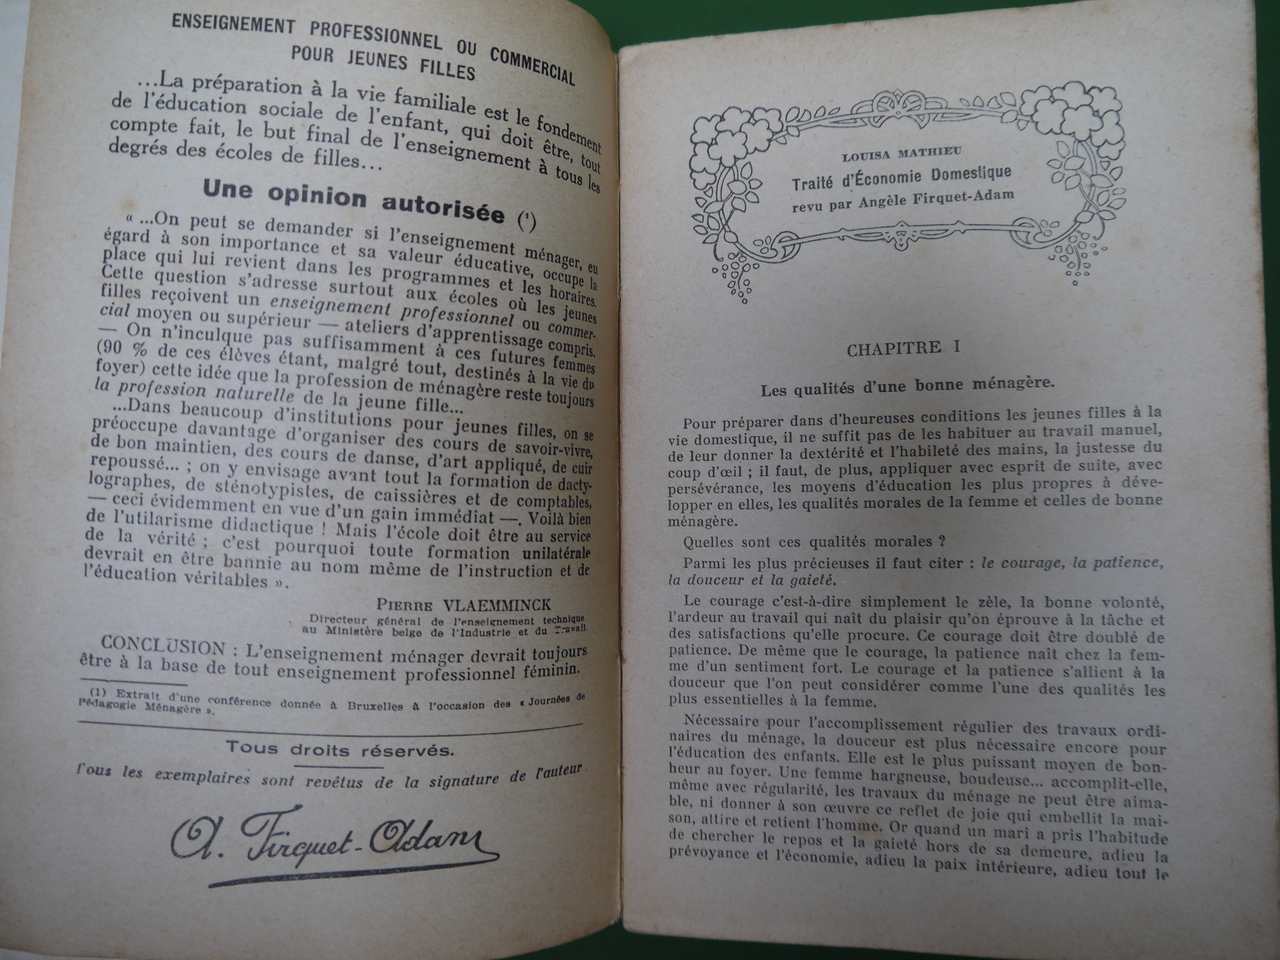 ENSEIGNEMENT PROFESSIONNEL OU COMMERCIAL
POUR JEUNES FILLES
...La préparation à la vie familiale est le fondement
de l'éducation sociale de l'enfant, qui doit être, tout
compte fait, le but final de l'enseignement à tous les
degrés des écoles de filles...
Une opinion autorisée (¹)
« ...On peut se demander si l'enseignement ménager, eu
égard à son importance et sa valeur éducative, occupe la
place qui lui revient dans les programmes et les horaires.
Cette question s'adresse surtout aux écoles où les jeunes
filles reçoivent un enseignement professionnel ou commer-
cial moyen ou supérieur — ateliers d'apprentissage compris.
— On n'inculque pas suffisamment à ces futures femmes
(90 % de ces élèves étant, malgré tout, destinés à la vie du
foyer) cette idée que la profession de ménagère reste toujours
la profession naturelle de la jeune fille...
...Dans beaucoup d'institutions pour jeunes filles, on se
préoccupe davantage d'organiser des cours de savoir-vivre,
de bon maintien, des cours de danse, d'art appliqué, de cuir
repoussé... ; on y envisage avant tout la formation de dacty-
lographes, de sténotypistes, de caissières et de comptables,
— ceci évidemment en vue d'un gain immédiat —. Voilà bien
de l'utilarisme didactique ! Mais l'école doit être au service
de la vérité ; c'est pourquoi toute formation unilatérale
devrait en être bannie au nom même de l'instruction et de
l'éducation véritables ».
PIERRE VLAEMMINCK
Directeur général de l'enseignement technique
au Ministère belge de l'Industrie et du Travail.
CONCLUSION : L'enseignement ménager devrait toujours
être à la base de tout enseignement professionnel féminin.
(1) Extrait d'une conférence donnée à Bruxelles à l'occasion des « Journées de
Pédagogie Ménagère ».
Tous droits réservés.
Tous les exemplaires sont revêtus de la signature de l'auteur.
A. Firquet-Adam
LOUISA MATHIEU
Traité d'Économie Domestique
revu par Angèle Firquet-Adam
CHAPITRE I
Les qualités d'une bonne ménagère.
Pour préparer dans d'heureuses conditions les jeunes filles à la
vie domestique, il ne suffit pas de les habituer au travail manuel,
de leur donner la dextérité et l'habileté des mains, la justesse du
coup d'œil ; il faut, de plus, appliquer avec esprit de suite, avec
persévérance, les moyens d'éducation les plus propres à déve-
lopper en elles, les qualités morales de la femme et celles de bonne
ménagère.
Quelles sont ces qualités morales ?
Parmi les plus précieuses il faut citer : le courage, la patience,
la douceur et la gaieté.
Le courage c'est-à-dire simplement le zèle, la bonne volonté,
l'ardeur au travail qui naît du plaisir qu'on éprouve à la tâche et
des satisfactions qu'elle procure. Ce courage doit être doublé de
patience. De même que le courage, la patience naît chez la fem-
me d'un sentiment fort. Le courage et la patience s'allient à la
douceur que l'on peut considérer comme l'une des qualités les
plus essentielles à la femme.
Nécessaire pour l'accomplissement régulier des travaux ordi-
naires du ménage, la douceur est plus nécessaire encore pour
l'éducation des enfants. Elle est le plus puissant moyen de bon-
heur au foyer. Une femme hargneuse, boudeuse... accomplit-elle,
même avec régularité, les travaux du ménage ne peut être aima-
ble, ni donner à son œuvre ce reflet de joie qui embellit la mai-
son, attire et retient l'homme. Or quand un mari a pris l'habitude
de chercher le repos et la gaieté hors de sa demeure, adieu la
prévoyance et l'économie, adieu la paix intérieure, adieu tout le